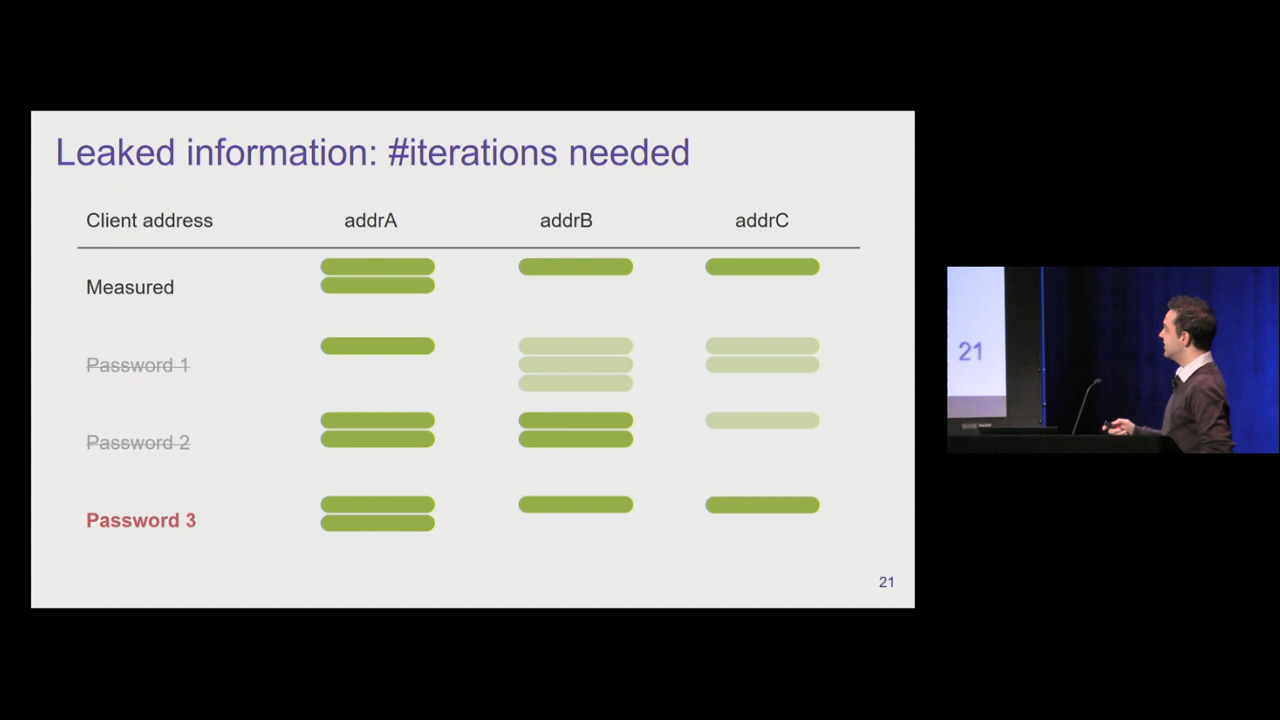 Leaked information: #iterations needed
Client address addrA addrB addrC
Measured
Password 1
Password 2
Password 3
21
21